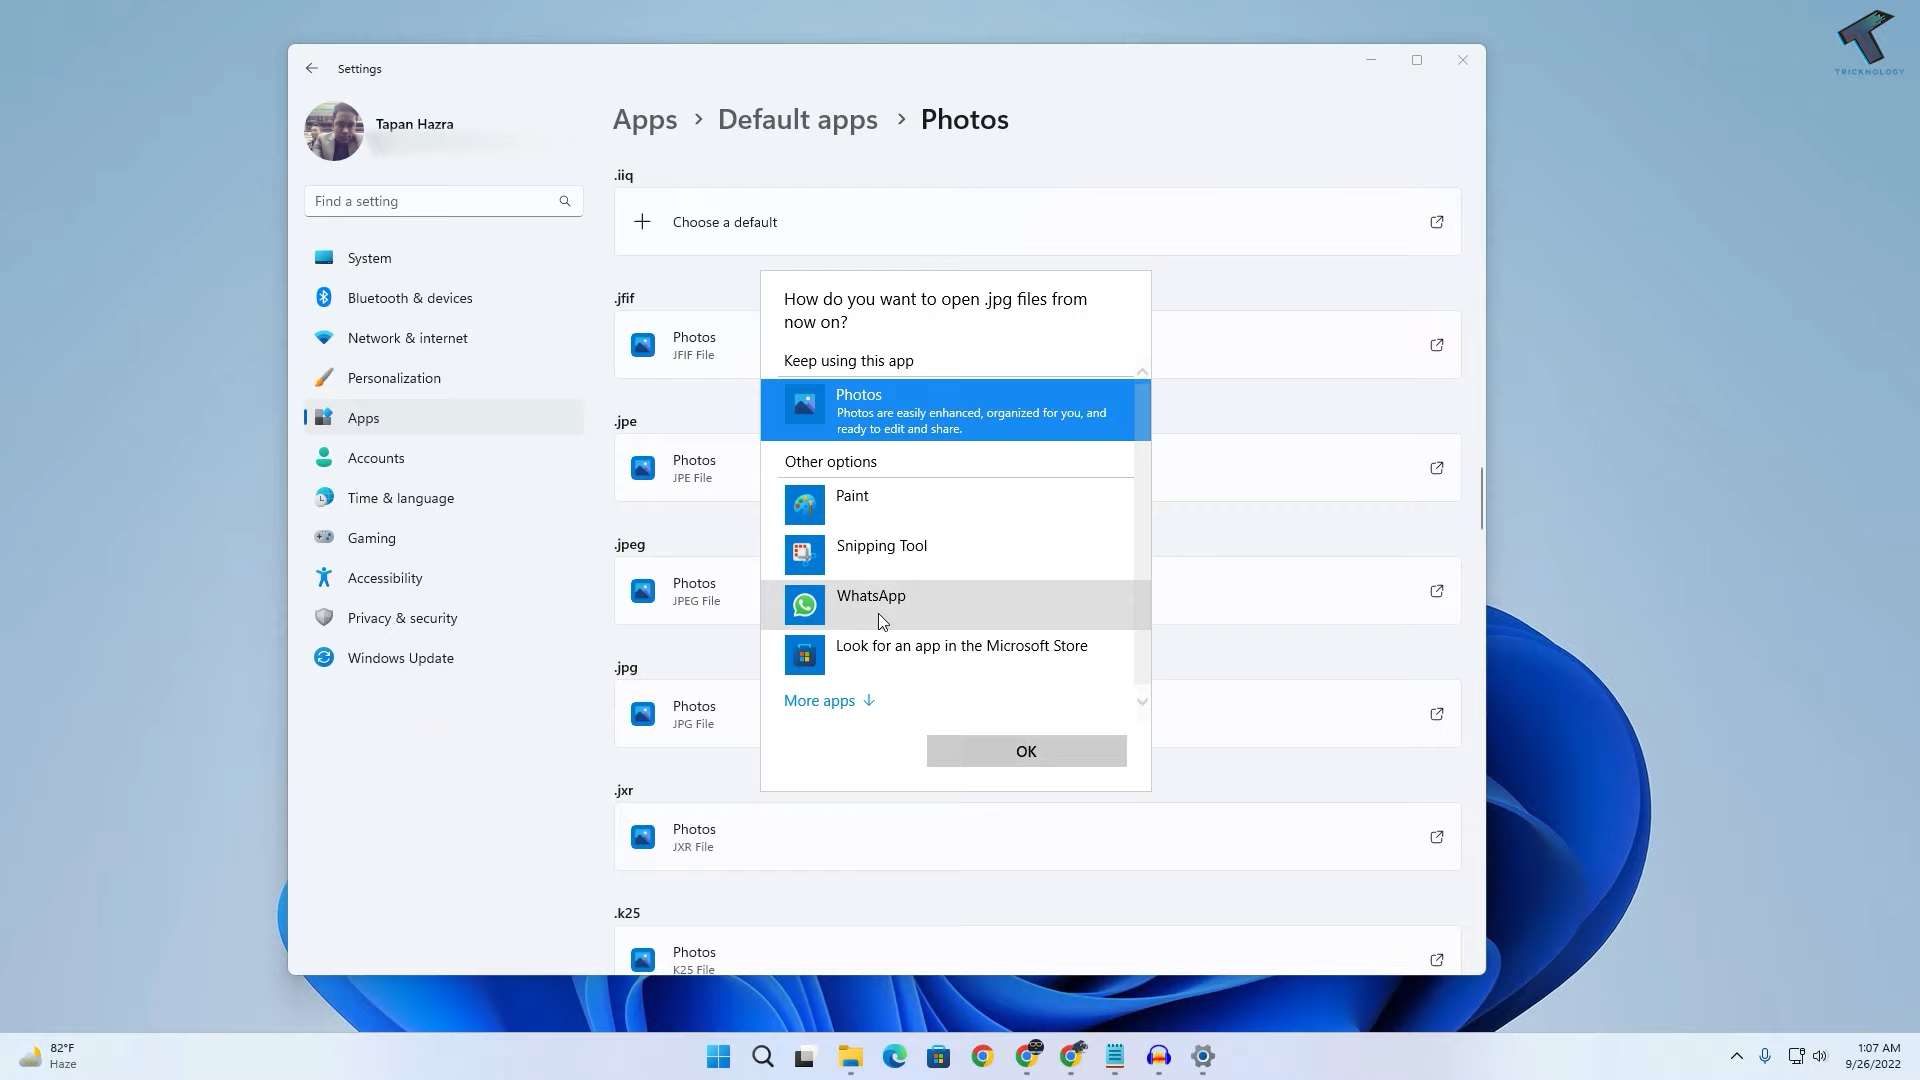 Settings
Tapan Hazra
Find a setting
System
Bluetooth & devices
Network & internet
Personalization
Apps
Accounts
Time & language
Gaming
Accessibility
Privacy & security
Windows Update
Apps > Default apps > Photos
.iiq
Choose a default
.jfif
Photos
JFIF File
.jpe
Photos
JPE File
.jpeg
Photos
JPEG File
.jpg
Photos
JPG File
.jxr
Photos
JXR File
.k25
Photos
K25 File
How do you want to open .jpg files from
now on?
Keep using this app
Photos
Photos are easily enhanced, organized for you, and
ready to edit and share.
Other options
Paint
Snipping Tool
WhatsApp
Look for an app in the Microsoft Store
More apps
OK
TRICKNOLOGY
82°F
Haze
1:07 AM
9/26/2022